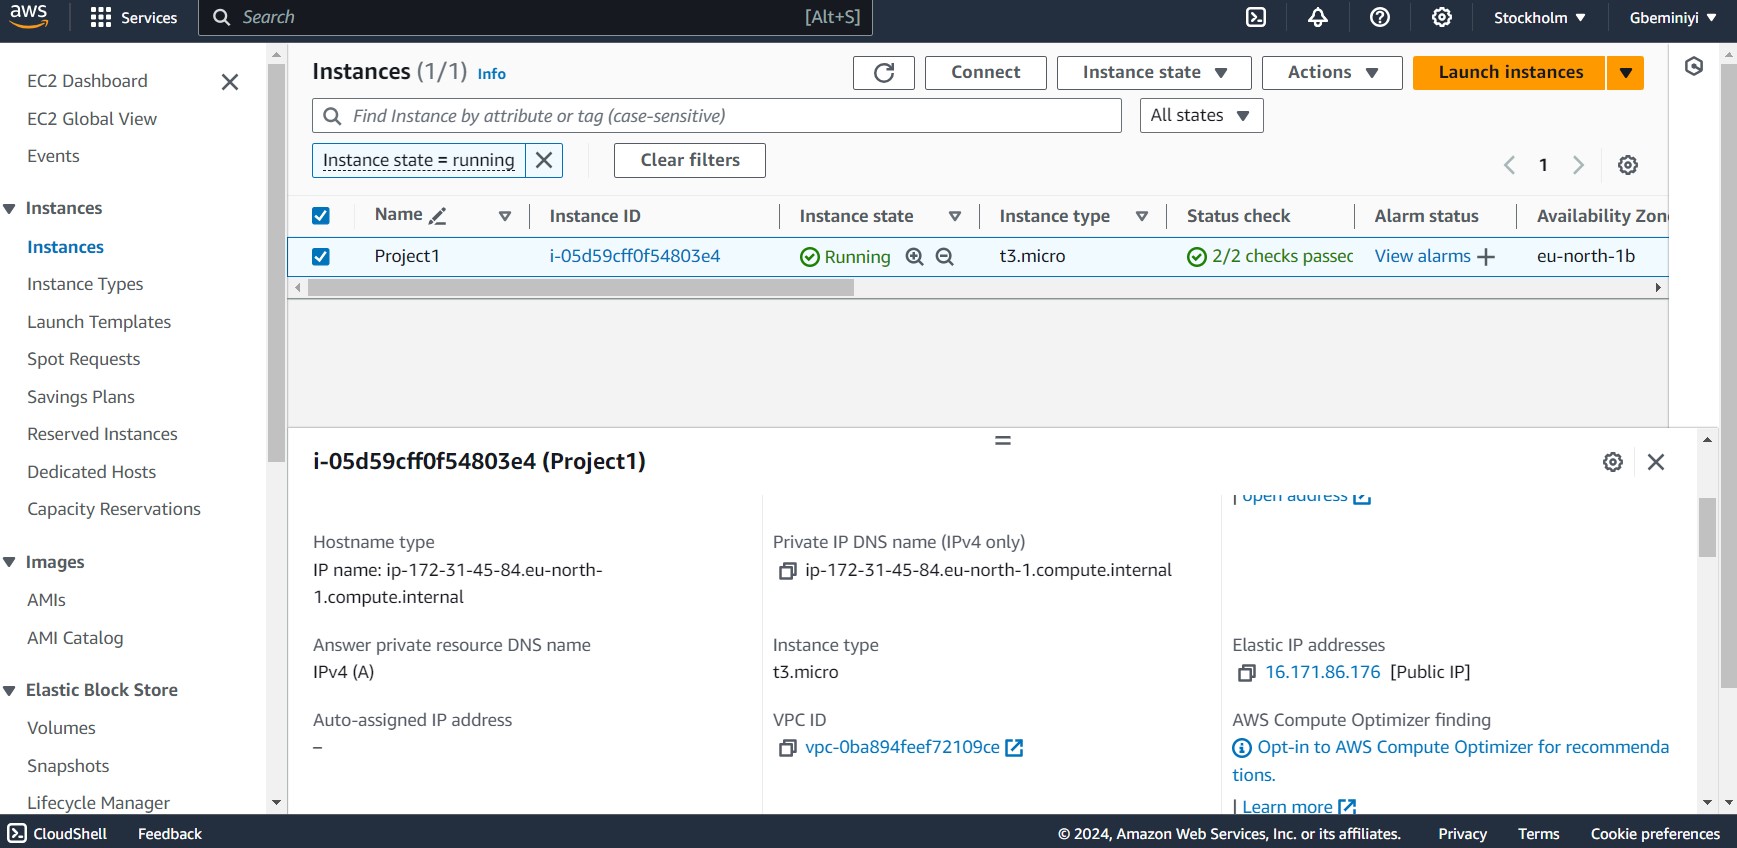 aws
Services
Search
[Alt+S]
Stockholm
Gbeminiyi
EC2 Dashboard
EC2 Global View
Events
Instances
Instances
Instance Types
Launch Templates
Spot Requests
Savings Plans
Reserved Instances
Dedicated Hosts
Capacity Reservations
Images
AMIs
AMI Catalog
Elastic Block Store
Volumes
Snapshots
Lifecycle Manager
Instances (1/1) Info
Connect
Instance state
Actions
Launch instances
Find Instance by attribute or tag (case-sensitive)
All states
Instance state = running
Clear filters
1
Name Instance ID Instance state Instance type Status check Alarm status Availability Zon
Project1 i-05d59cff0f54803e4 Running t3.micro 2/2 checks passec View alarms eu-north-1b
i-05d59cff0f54803e4 (Project1)
| open address
Hostname type
IP name: ip-172-31-45-84.eu-north-
1.compute.internal
Private IP DNS name (IPv4 only)
ip-172-31-45-84.eu-north-1.compute.internal
Answer private resource DNS name
IPv4 (A)
Instance type
t3.micro
Elastic IP addresses
16.171.86.176 [Public IP]
Auto-assigned IP address
–
VPC ID
vpc-0ba894feef72109ce
AWS Compute Optimizer finding
Opt-in to AWS Compute Optimizer for recommenda
tions.
| Learn more
CloudShell
Feedback
© 2024, Amazon Web Services, Inc. or its affiliates.
Privacy
Terms
Cookie preferences